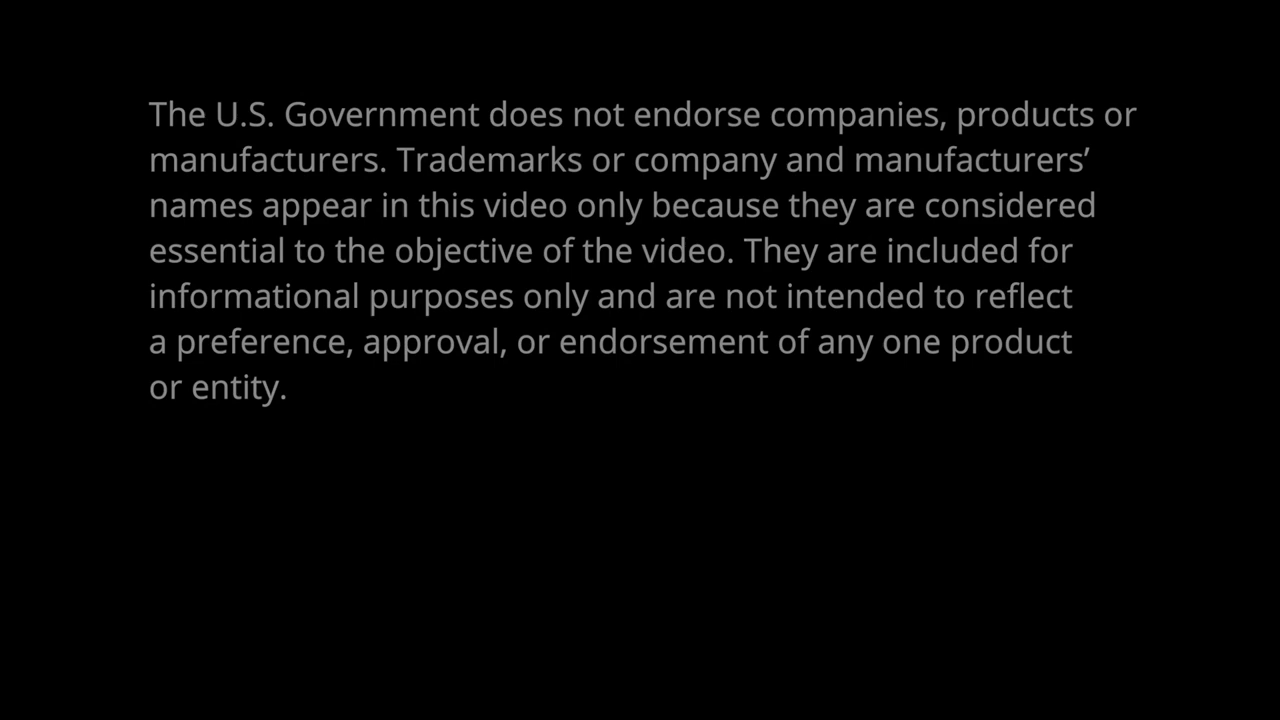 The U.S. Government does not endorse companies, products or
manufacturers. Trademarks or company and manufacturers’
names appear in this video only because they are considered
essential to the objective of the video. They are included for
informational purposes only and are not intended to reflect
a preference, approval, or endorsement of any one product
or entity.